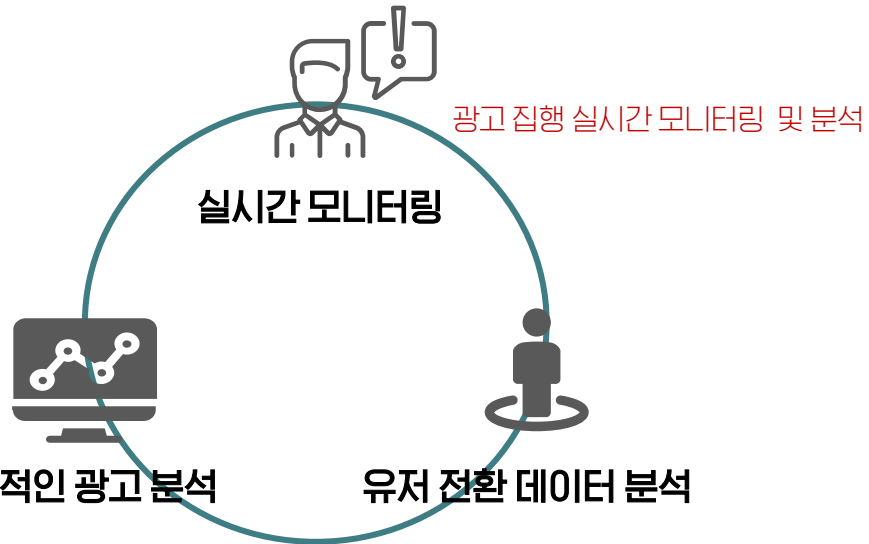 광고 집행 실시간 모니터링 및 분석
실시간 모니터링
적인 광고 분석
유저 전환 데이터 분석